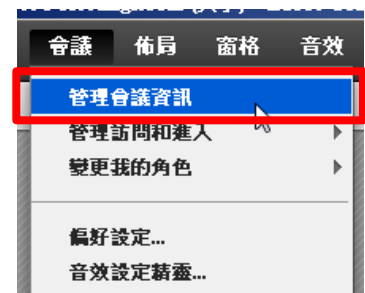 會議 佈局 窗格 音效
管理會議資訊
管理訪問和進入
變更我的角色
偏好設定...
音效設定精靈...